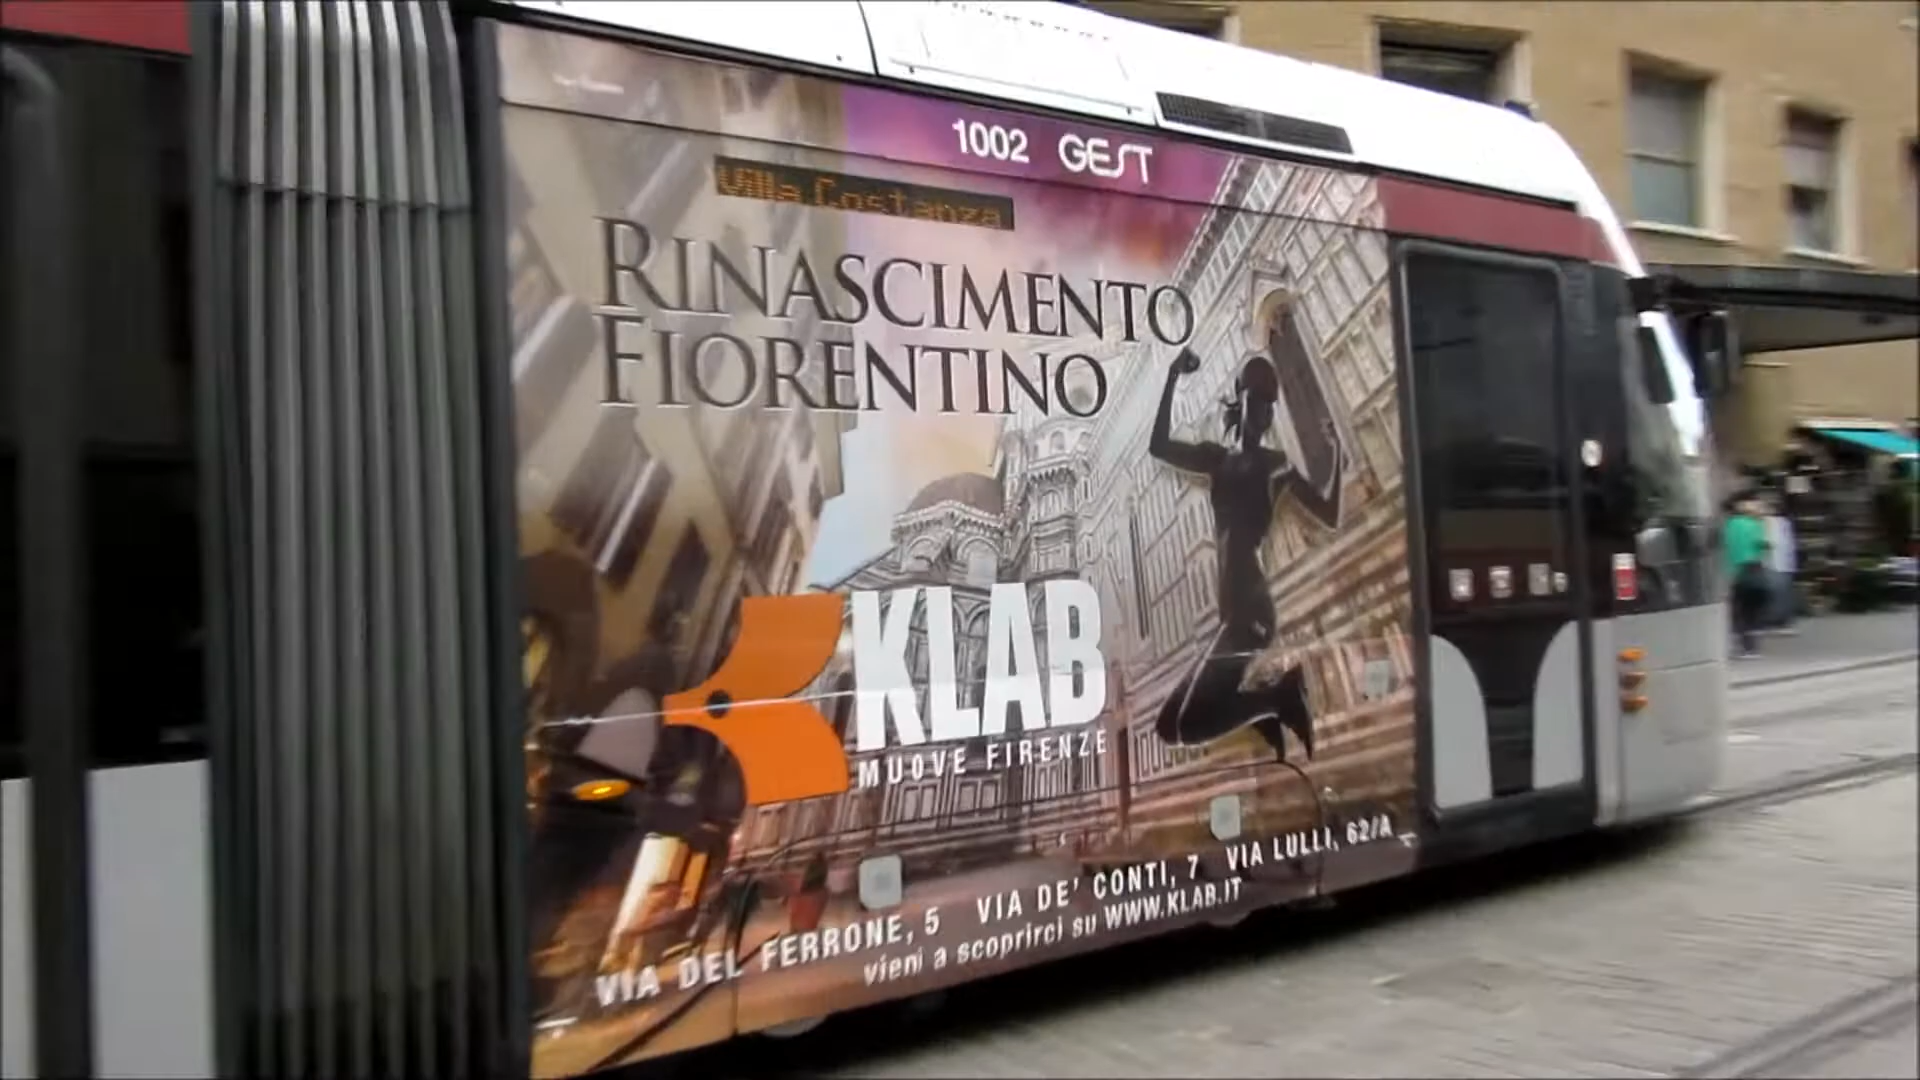 1002 GEST
Villa Costanza
RINASCIMENTO
FIORENTINO
KLAB
MUOVE FIRENZE
VIA DEL FERRONE, 5 VIA DE' CONTI, 7 VIA LULLI, 62/A
vieni a scoprirci su WWW.KLAB.IT